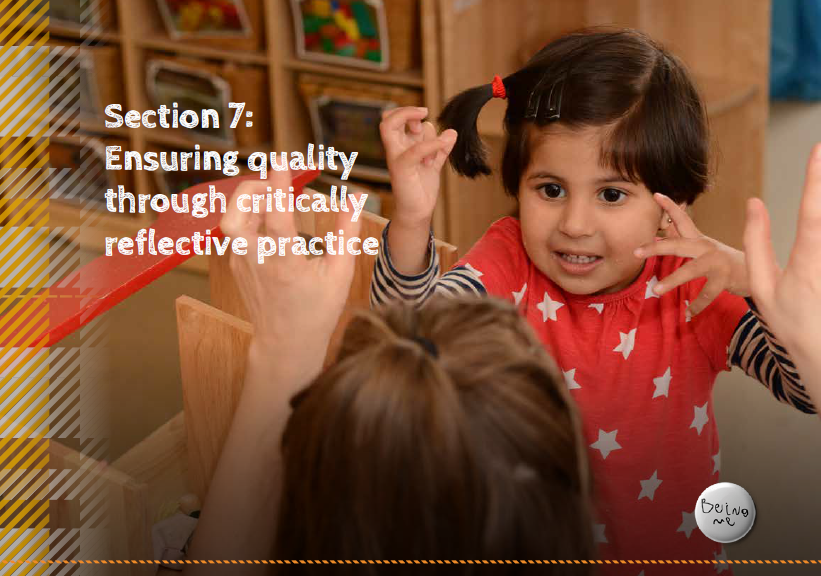 Section 7:
Ensuring quality
through critically
reflective practice
Being
me